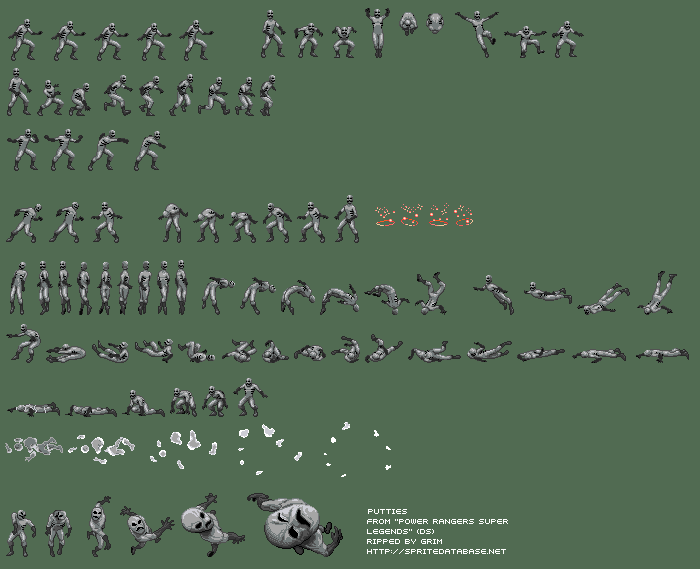 PUTTIES
FROM "POWER RANGERS SUPER
LEGENDS" (DS)
RIPPED BY GRIM
HTTP://SPRITEDATABASE.NET